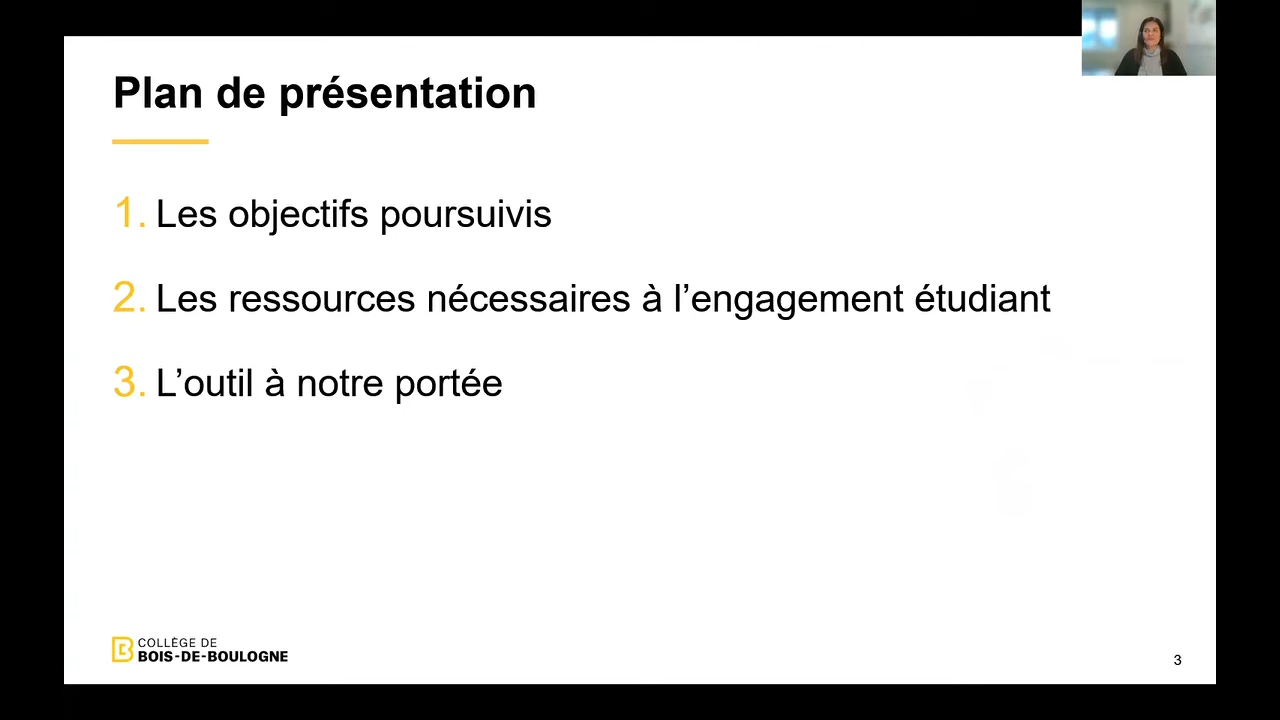 Plan de présentation
1. Les objectifs poursuivis
2. Les ressources nécessaires à l’engagement étudiant
3. L’outil à notre portée
COLLÈGE DE
BOIS-DE-BOULOGNE
3